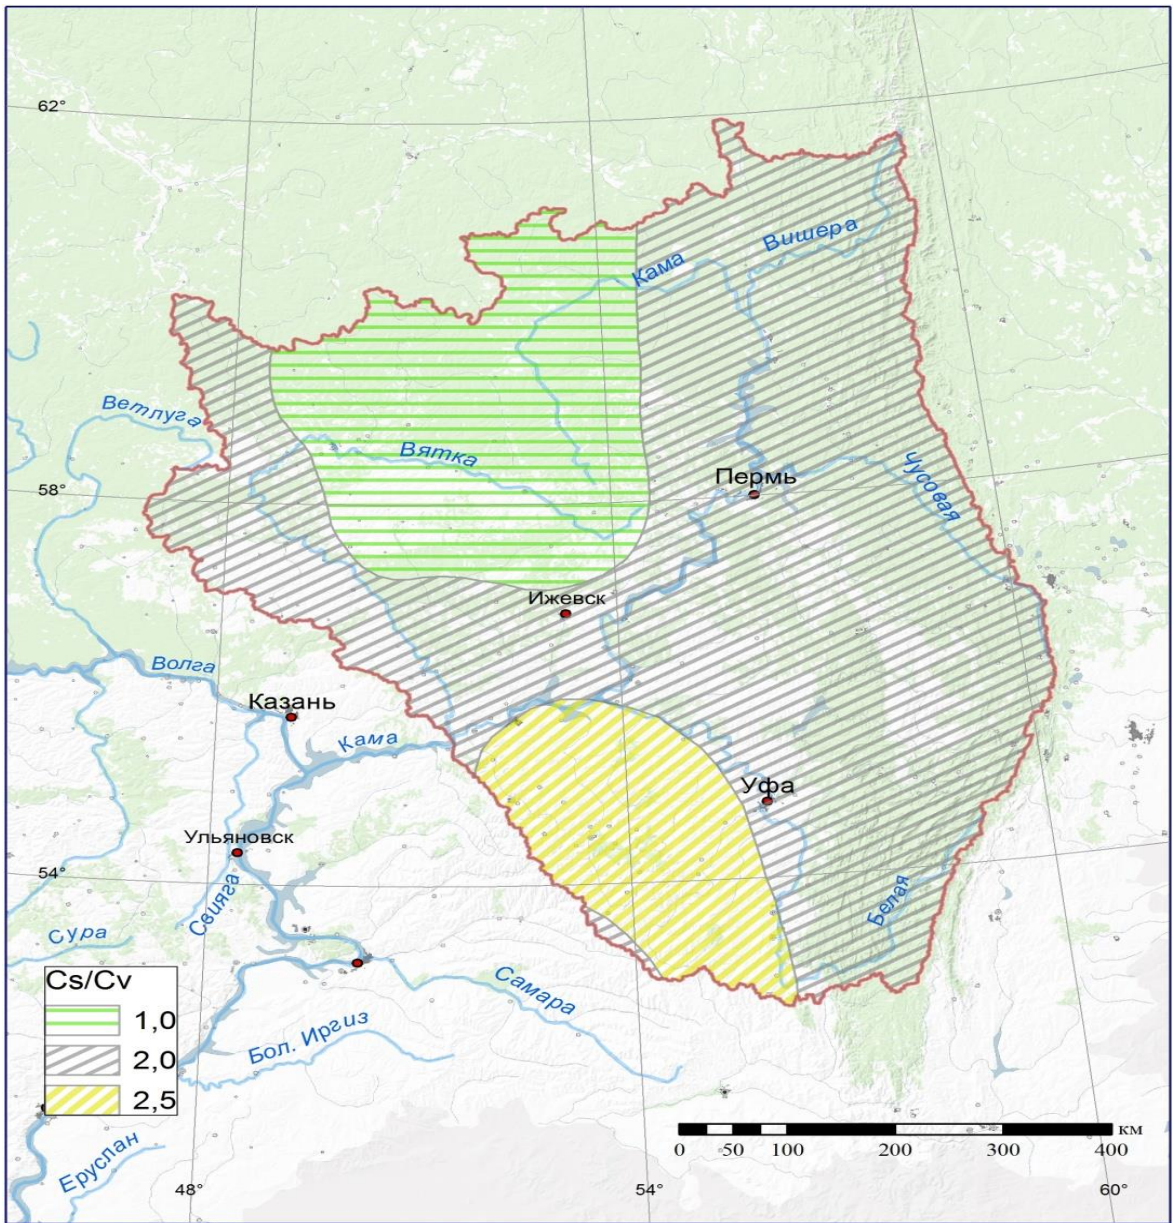 62°
Вишера
Кама
Ветлуга
Вятка
Чусовая
58°
Пермь
Ижевск
Волга
Казань
Кама
Уфа
Ульяновск
54°
Свияга
Белая
Сура
Cs/Cv
Самара
1,0
Бол. Иргиз
2,0
2,5
км
0 50 100 200 300 400
Еруслан
48°
54°
60°